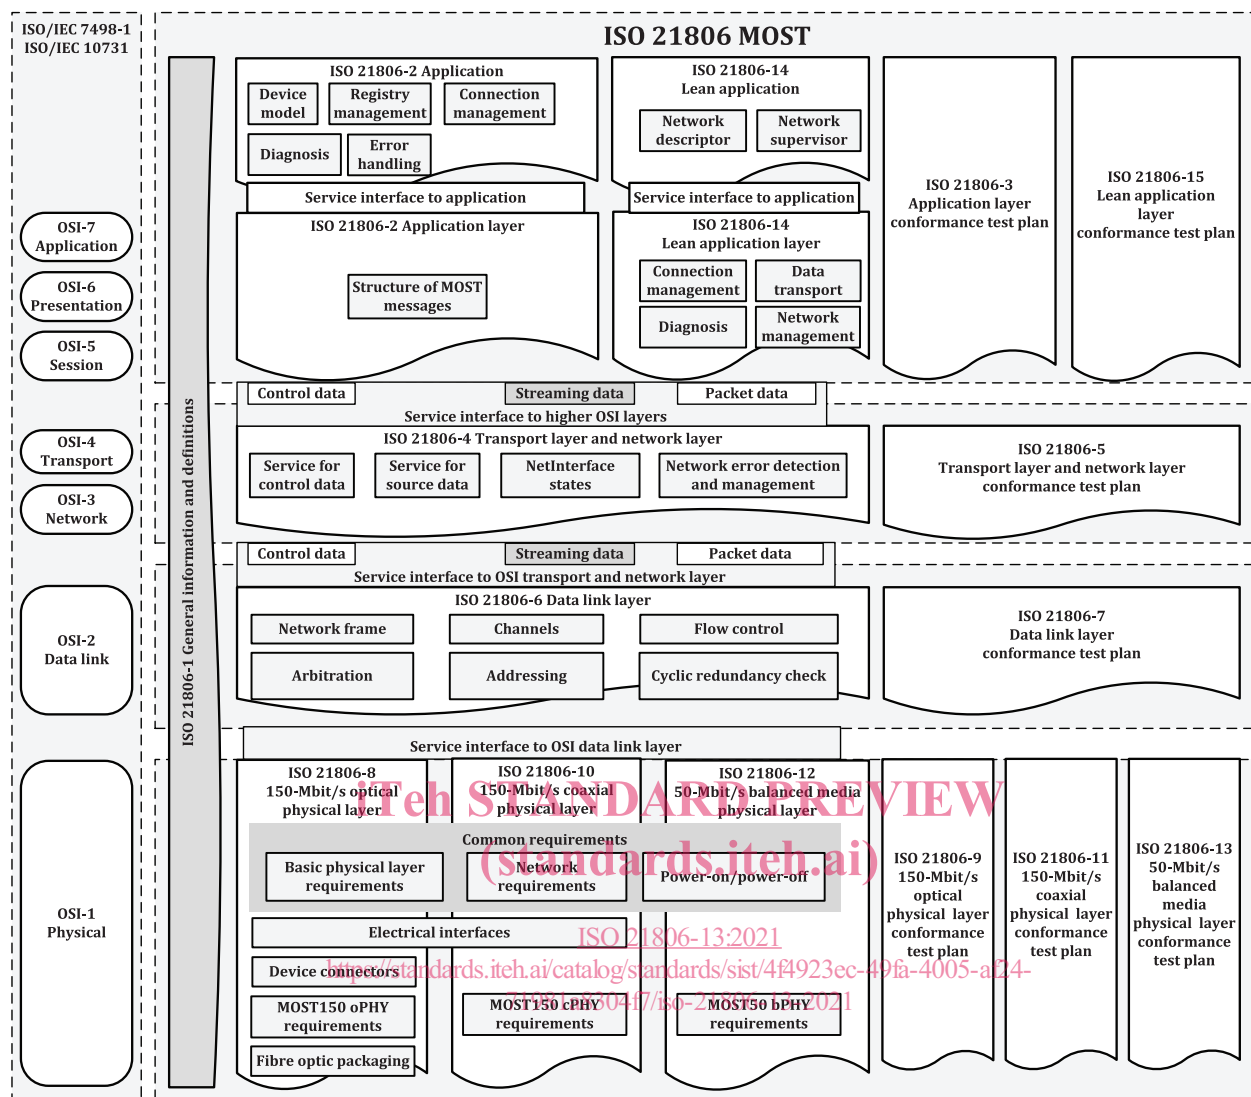 ISO/IEC 7498-1
ISO/IEC 10731
ISO 21806 MOST
ISO 21806-1 General information and definitions
ISO 21806-2 Application
Device
model
Registry
management
Connection
management
Diagnosis
Error
handling
ISO 21806-14
Lean application
Network
descriptor
Network
supervisor
Service interface to application
Service interface to application
OSI-7
Application
OSI-6
Presentation
OSI-5
Session
ISO 21806-2 Application layer
Structure of MOST
messages
ISO 21806-14
Lean application layer
Connection
management
Data
transport
Diagnosis
Network
management
ISO 21806-3
Application layer
conformance test plan
ISO 21806-15
Lean application
layer
conformance test plan
Control data
Streaming data
Packet data
Service interface to higher OSI layers
OSI-4
Transport
OSI-3
Network
ISO 21806-4 Transport layer and network layer
Service for
control data
Service for
source data
NetInterface
states
Network error detection
and management
ISO 21806-5
Transport layer and network layer
conformance test plan
Control data
Streaming data
Packet data
Service interface to OSI transport and network layer
OSI-2
Data link
ISO 21806-6 Data link layer
Network frame
Channels
Flow control
Arbitration
Addressing
Cyclic redundancy check
ISO 21806-7
Data link layer
conformance test plan
Service interface to OSI data link layer
OSI-1
Physical
ISO 21806-8
150-Mbit/s optical
physical layer
ISO 21806-10
150-Mbit/s coaxial
physical layer
ISO 21806-12
50-Mbit/s balanced media
physical layer
Common requirements
Basic physical layer
requirements
Network
requirements
Power-on/power-off
Electrical interfaces
Device connectors
MOST150 oPHY
requirements
Fibre optic packaging
MOST150 cPHY
requirements
MOST50 bPHY
requirements
ISO 21806-9
150-Mbit/s
optical
physical layer
conformance
test plan
ISO 21806-11
150-Mbit/s
coaxial
physical layer
conformance
test plan
ISO 21806-13
50-Mbit/s
balanced
media
physical layer
conformance
test plan
iTeh STANDARD PREVIEW
(standards.iteh.ai)
ISO 21806-13:2021